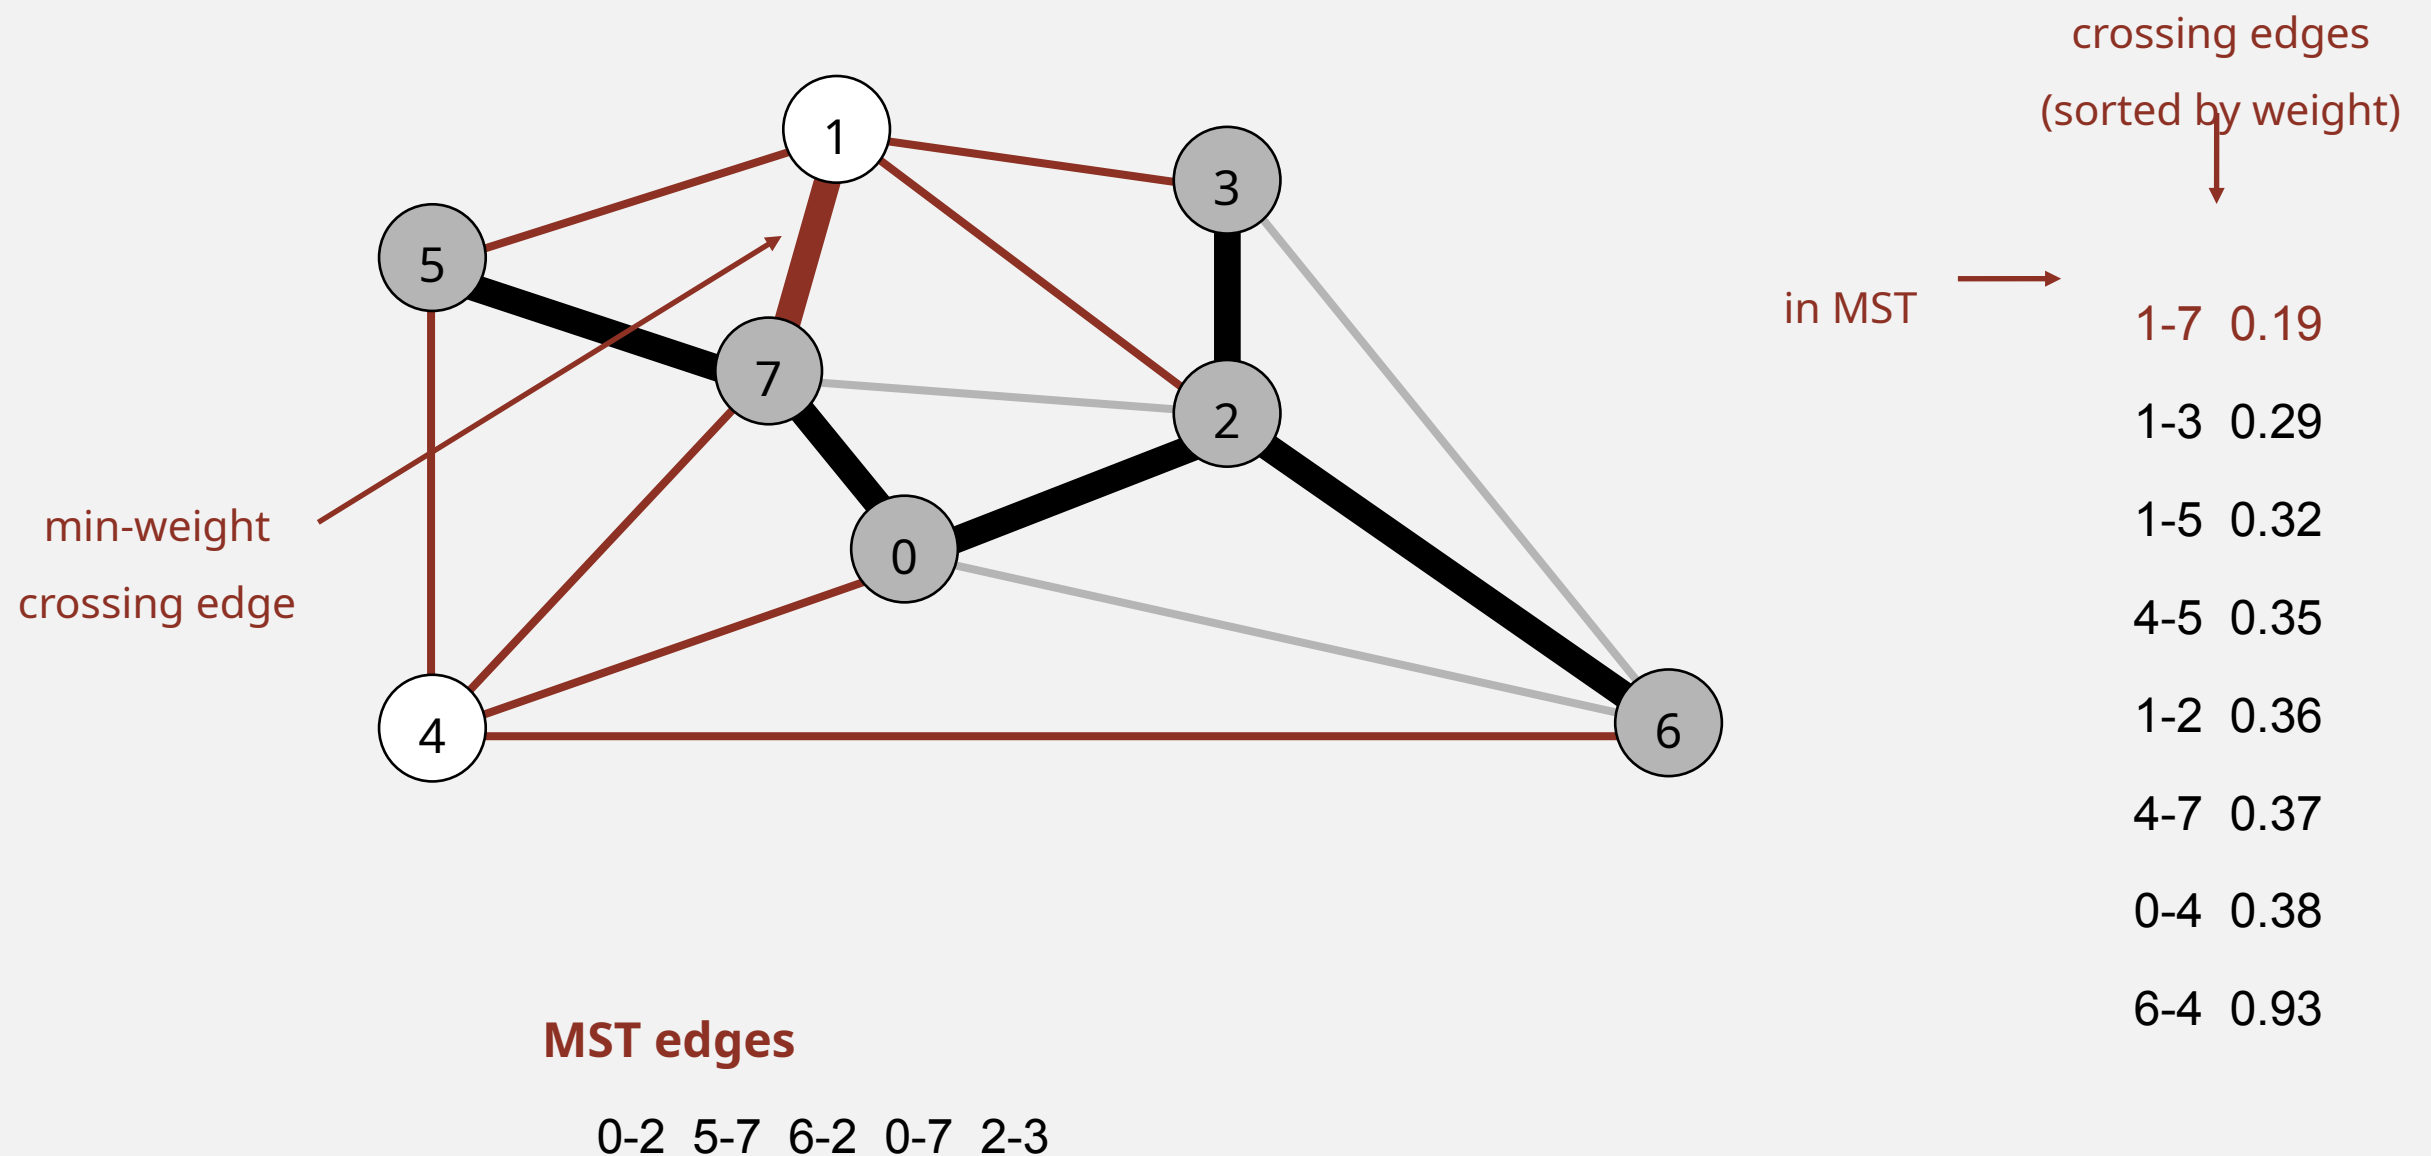 crossing edges
(sorted by weight)
1
3
5
in MST
1-7 0.19
7
2
1-3 0.29
min-weight
crossing edge
0
1-5 0.32
4-5 0.35
4
6
1-2 0.36
4-7 0.37
0-4 0.38
6-4 0.93
MST edges
0-2 5-7 6-2 0-7 2-3